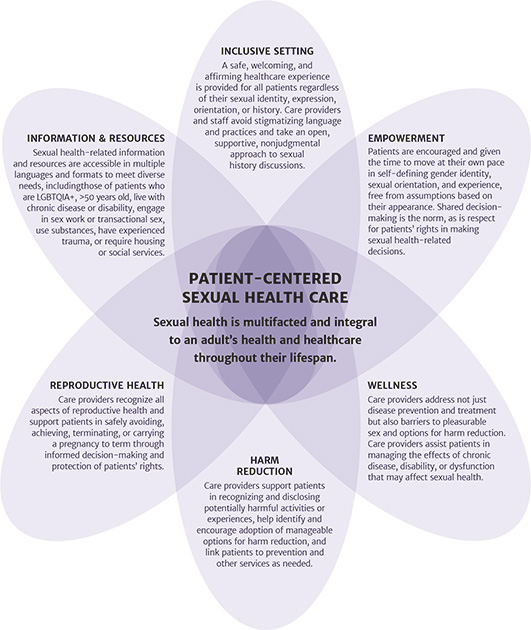 INCLUSIVE SETTING
A safe, welcoming, and
affirming healthcare experience
is provided for all patients regardless
of their sexual identity, expression,
orientation, or history. Care providers
and staff avoid stigmatizing language
and practices and take an open,
supportive, nonjudgmental
approach to sexual
history discussions.
INFORMATION & RESOURCES
Sexual health-related information
and resources are accessible in multiple
languages and formats to meet diverse
needs, includingthose of patients who
are LGBTQIA+, >50 years old, live with
chronic disease or disability, engage
in sex work or transactional sex,
use substances, have experienced
trauma, or require housing
or social services.
EMPOWERMENT
Patients are encouraged and given
the time to move at their own pace
in self-defining gender identity,
sexual orientation, and experience,
free from assumptions based on
their appearance. Shared decision-
making is the norm, as is respect
for patients' rights in making
sexual health-related
decisions.
PATIENT-CENTERED
SEXUAL HEALTH CARE
Sexual health is multifacted and integral
to an adult's health and healthcare
throughout their lifespan.
REPRODUCTIVE HEALTH
Care providers recognize all
aspects of reproductive health and
support patients in safely avoiding,
achieving, terminating, or carrying
a pregnancy to term through
informed decision-making and
protection of patients' rights.
WELLNESS
Care providers address not just
disease prevention and treatment
but also barriers to pleasurable
sex and options for harm reduction.
Care providers assist patients in
managing the effects of chronic
disease, disability, or dysfunction
that may affect sexual health.
HARM
REDUCTION
Care providers support patients
in recognizing and disclosing
potentially harmful activities or
experiences, help identify and
encourage adoption of manageable
options for harm reduction, and
link patients to prevention and
other services as needed.